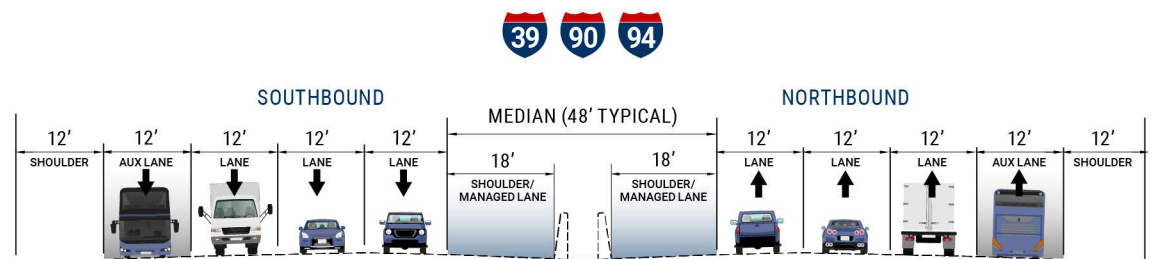 39 90 94
SOUTHBOUND
MEDIAN (48’ TYPICAL)
NORTHBOUND
12’ 12’ 12’ 12’ 12’
SHOULDER AUX LANE LANE LANE LANE
18’ 18’
SHOULDER/ SHOULDER/
MANAGED LANE MANAGED LANE
12’ 12’ 12’ 12’ 12’
LANE LANE LANE AUX LANE SHOULDER